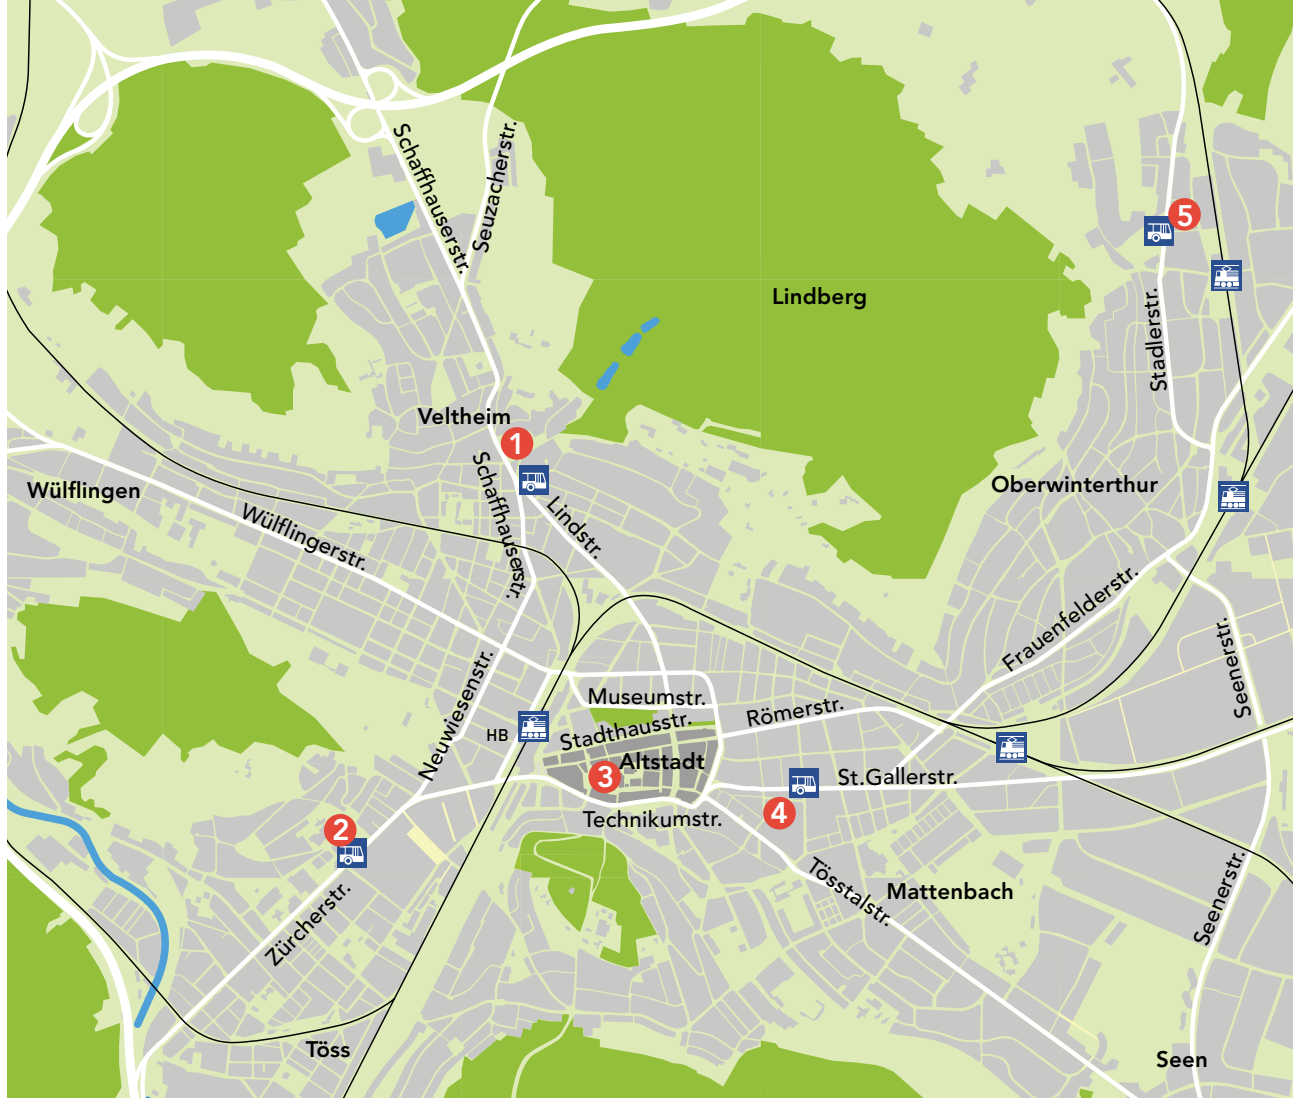 Schaffhauserstr.
Seuzacherstr.
5
Lindberg
Stadlerstr.
Veltheim
1
Wülflingen
Schaffhauserstr.
Oberwinterthur
Wülflingerstr.
Lindstr.
Frauenfelderstr.
Seenerstr.
Neuwiesenstr.
Museumstr.
HB
Stadthausstr.
Römerstr.
3
Altstadt
St.Gallerstr.
2
Technikumstr.
4
Zürcherstr.
Tösstalstr.
Mattenbach
Seenerstr.
Töss
Seen